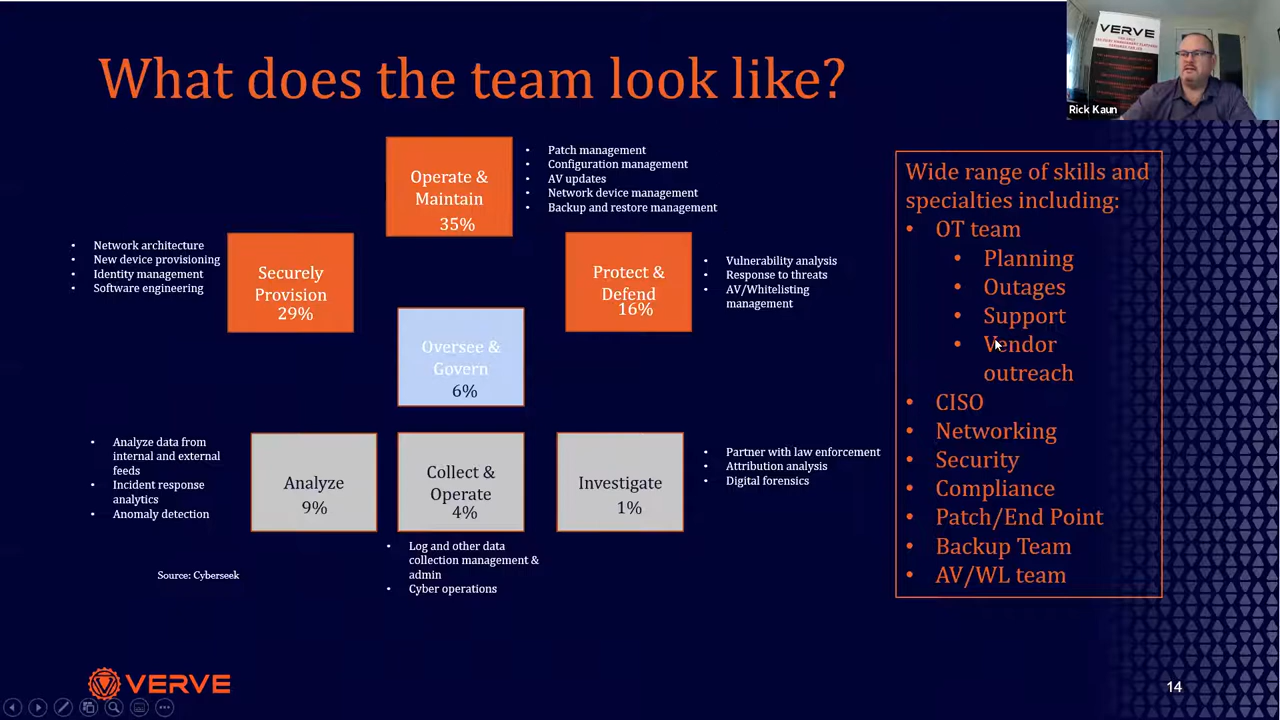 What does the team look like?
VERVE
Rick Kaun
Operate &
Maintain
35%
• Patch management
• Configuration management
• AV updates
• Network device management
• Backup and restore management
• Network architecture
• New device provisioning
• Identity management
• Software engineering
Securely
Provision
29%
Protect &
Defend
16%
• Vulnerability analysis
• Response to threats
• AV/Whitelisting
management
Oversee &
Govern
6%
• Analyze data from
internal and external
feeds
• Incident response
analytics
• Anomaly detection
Analyze
9%
Collect &
Operate
4%
Investigate
1%
• Partner with law enforcement
• Attribution analysis
• Digital forensics
• Log and other data
collection management &
admin
• Cyber operations
Source: Cyberseek
Wide range of skills and
specialties including:
• OT team
• Planning
• Outages
• Support
• Vendor
outreach
• CISO
• Networking
• Security
• Compliance
• Patch/End Point
• Backup Team
• AV/WL team
VERVE
14